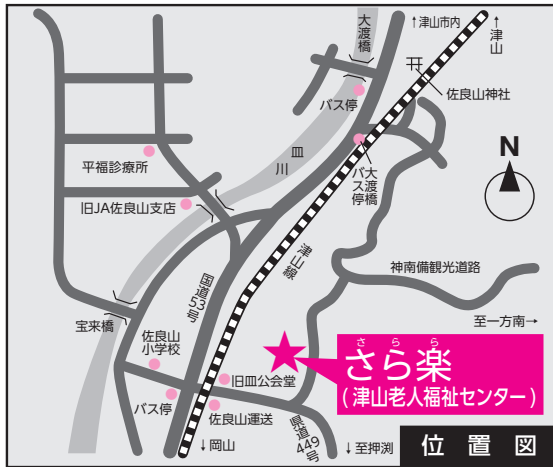 大渡橋
↑津山市内
↑津山
バス停
佐良山神社
平福診療所
皿川
大渡橋
バス停
N
旧JA佐良山支店
津山線
神南備観光道路
国道53号
至一方南→
宝来橋
佐良山
小学校
さらら
さら楽
(津山老人福祉センター)
旧皿公会堂
バス停
佐良山運送
県道449号
↓岡山
↓至押渕
位置図